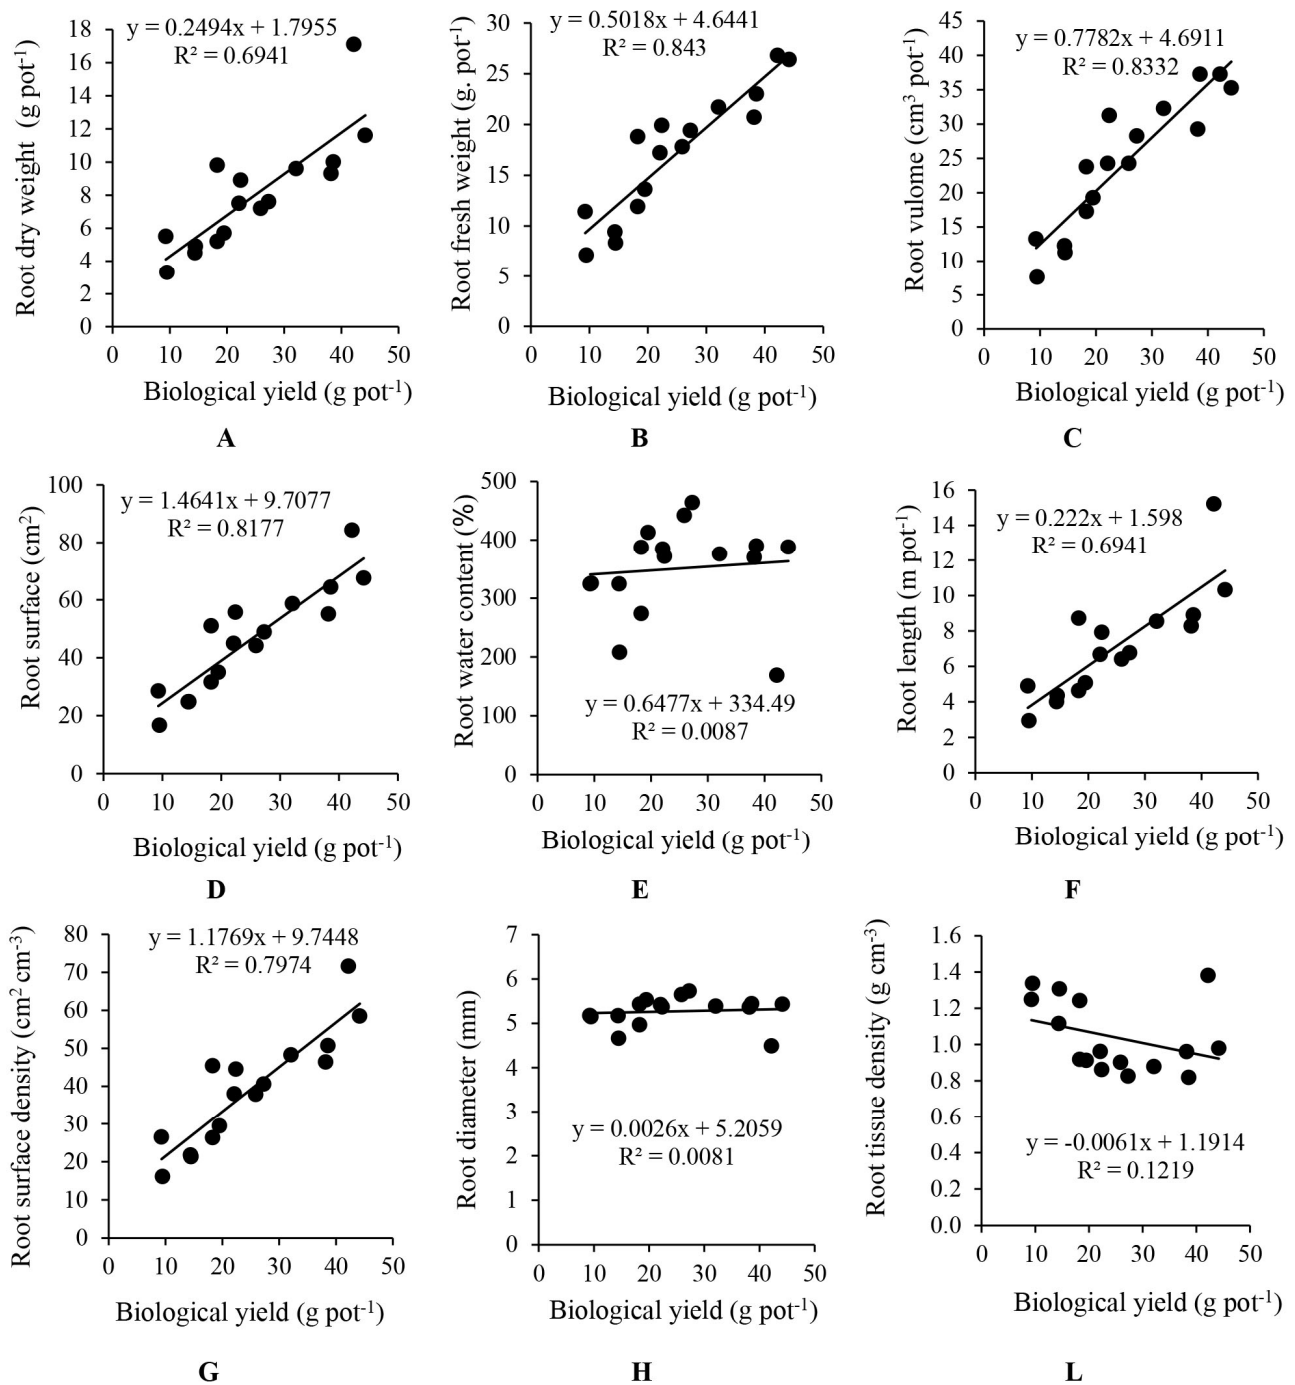 y = 0.2494x + 1.7955
R² = 0.6941
Root dry weight (g pot⁻¹)
18
16
14
12
10
8
6
4
2
0
0 10 20 30 40 50
Biological yield (g pot⁻¹)
A
y = 0.5018x + 4.6441
R² = 0.843
Root fresh weight (g. pot⁻¹)
30
25
20
15
10
5
0
0 10 20 30 40 50
Biological yield (g pot⁻¹)
B
y = 0.7782x + 4.6911
R² = 0.8332
Root vulome (cm³ pot⁻¹)
45
40
35
30
25
20
15
10
5
0
0 10 20 30 40 50
Biological yield (g pot⁻¹)
C
y = 1.4641x + 9.7077
R² = 0.8177
Root surface (cm²)
100
80
60
40
20
0
0 10 20 30 40 50
Biological yield (g pot⁻¹)
D
Root water content (%)
500
400
300
200
100
0
y = 0.6477x + 334.49
R² = 0.0087
0 10 20 30 40 50
Biological yield (g pot⁻¹)
E
y = 0.222x + 1.598
R² = 0.6941
Root length (m pot⁻¹)
16
14
12
10
8
6
4
2
0
0 10 20 30 40 50
Biological yield (g pot⁻¹)
F
y = 1.1769x + 9.7448
R² = 0.7974
Root surface density (cm² cm⁻³)
80
70
60
50
40
30
20
10
0
0 10 20 30 40 50
Biological yield (g pot⁻¹)
G
Root diameter (mm)
7
6
5
4
3
2
1
0
y = 0.0026x + 5.2059
R² = 0.0081
0 10 20 30 40 50
Biological yield (g pot⁻¹)
H
Root tissue density (g cm⁻³)
1.6
1.4
1.2
1.0
0.8
0.6
0.4
0.2
0.0
y = -0.0061x + 1.1914
R² = 0.1219
0 10 20 30 40 50
Biological yield (g pot⁻¹)
L